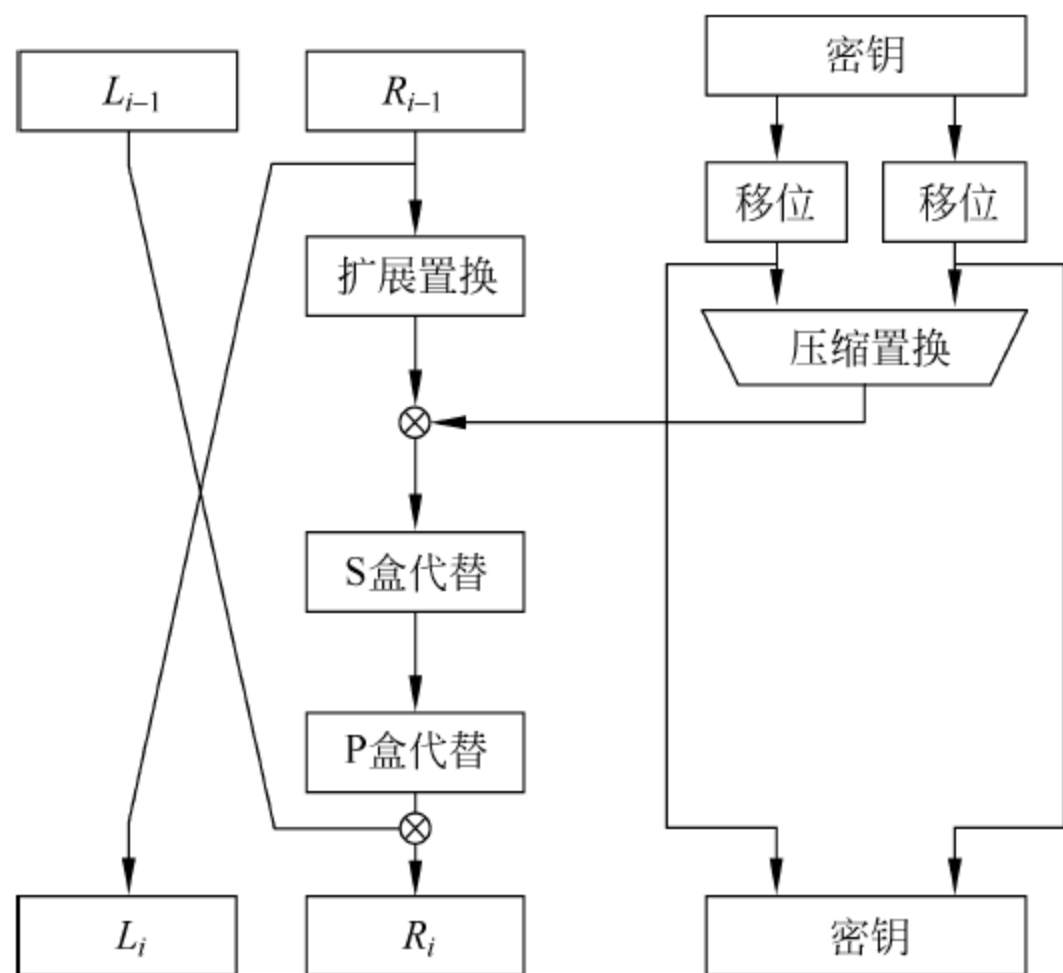 L_{i-1}
R_{i-1}
密钥
移位
移位
扩展置换
压缩置换
S盒代替
P盒代替
L_i
R_i
密钥